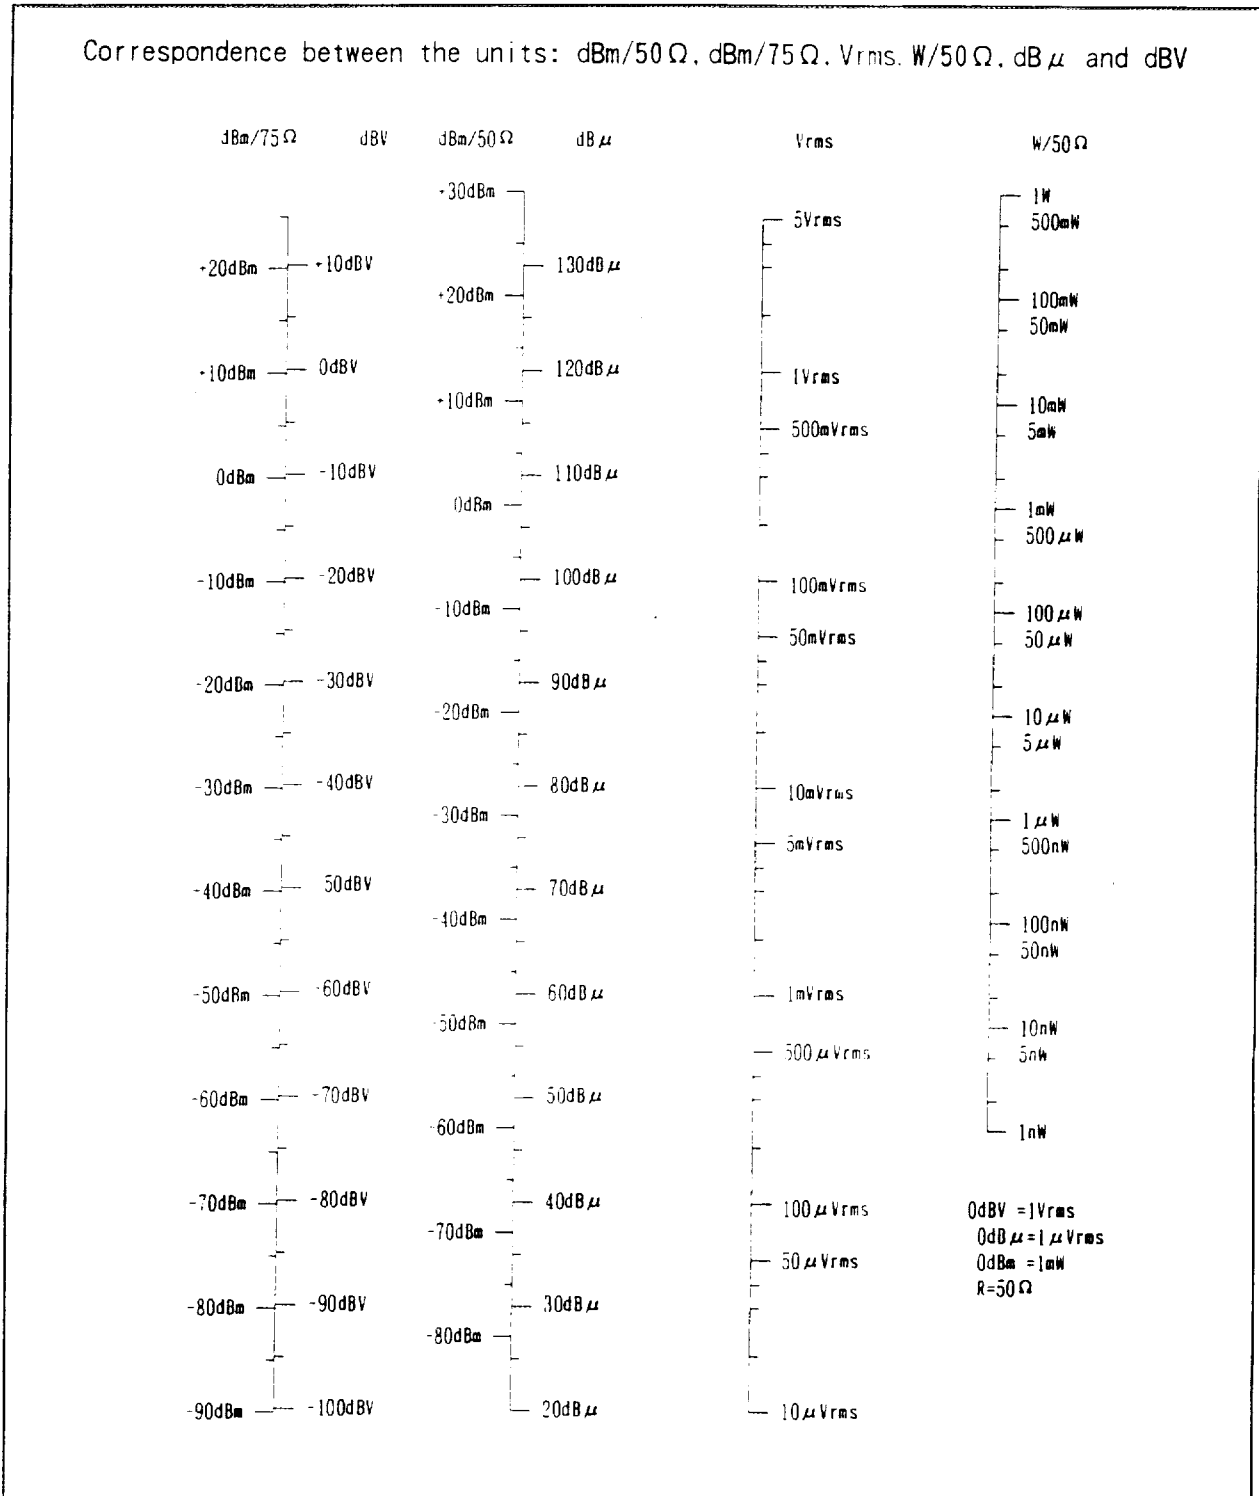 Correspondence between the units: dBm/50Ω, dBm/75Ω. Vrms. W/50Ω, dBμ and dBV
dBm/75Ω dBV dBm/50Ω dBμ Vrms W/50Ω
+30dBm 1W
5Vrms 500mW
+20dBm +10dBV 130dBμ
+20dBm 100mW
50mW
+10dBm 0dBV 120dBμ 1Vrms
+10dBm 10mW
500mVrms 5mW
0dBm -10dBV 110dBμ
0dBm 1mW
500μW
-10dBm -20dBV 100dBμ 100mVrms
-10dBm 100μW
50mVrms 50μW
-20dBm -30dBV 90dBμ
-20dBm 10μW
5μW
-30dBm -40dBV 80dBμ 10mVrms
-30dBm 1μW
5mVrms 500nW
-40dBm 50dBV 70dBμ
-40dBm 100nW
50nW
-50dBm -60dBV 60dBμ 1mVrms
-50dBm 10nW
500μVrms 5nW
-60dBm -70dBV 50dBμ
-60dBm 1nW
-70dBm -80dBV 40dBμ 100μVrms 0dBV =1Vrms
-70dBm 0dBμ=1μVrms
50μVrms 0dBm =1mW
R=50Ω
-80dBm -90dBV 30dBμ
-80dBm
-90dBm -100dBV 20dBμ 10μVrms